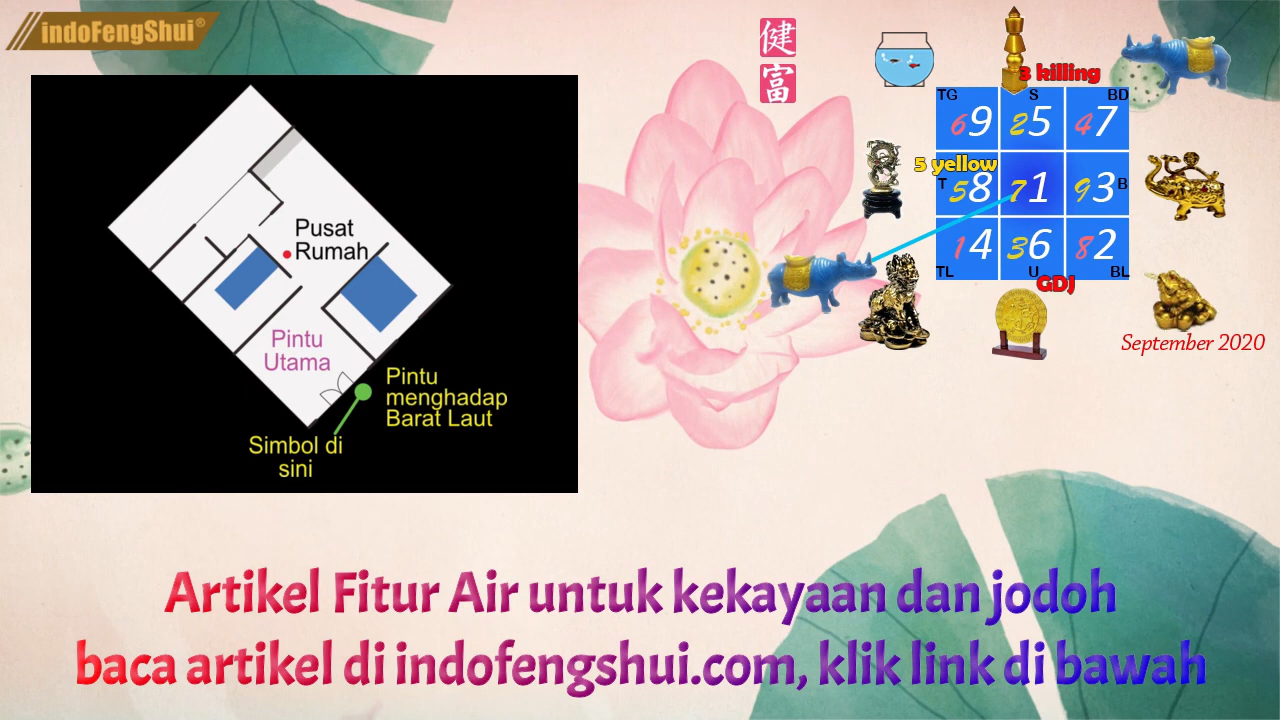 indoFengShui®
健
富
3 killing
TG S BD
69 25 47
5 yellow
T 58 71 93 B
14 36 82
TL U BL
GDJ
September 2020
Pusat
Rumah
Pintu
Utama
Pintu
menghadap
Barat Laut
Simbol di
sini
Artikel Fitur Air untuk kekayaan dan jodoh
baca artikel di indofengshui.com, klik link di bawah